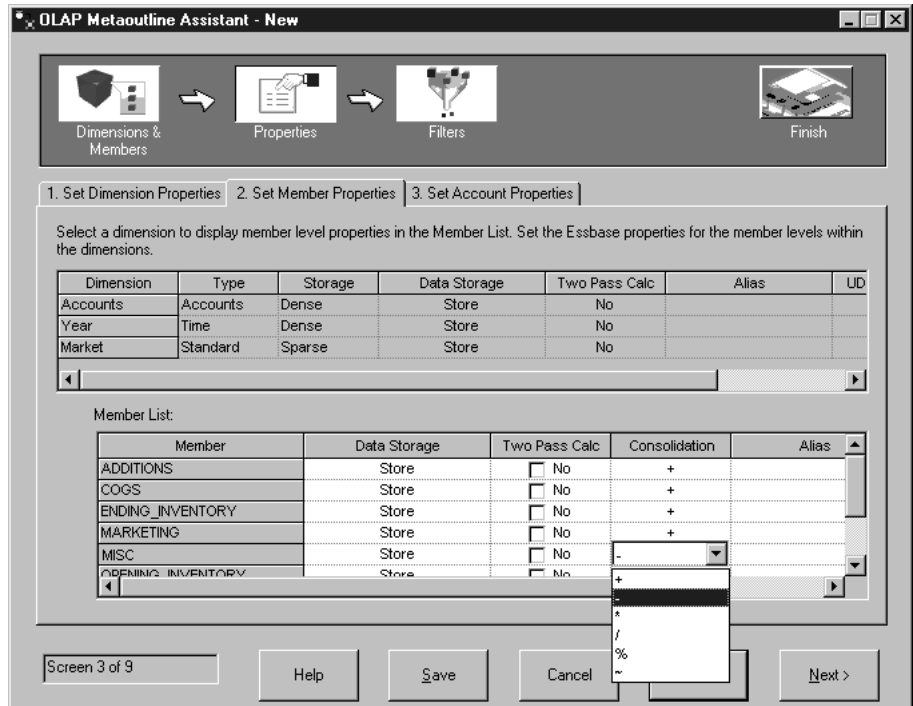 OLAP Metaoutline Assistant - New
Dimensions & Members
Properties
Filters
Finish
1. Set Dimension Properties 2. Set Member Properties 3. Set Account Properties
Select a dimension to display member level properties in the Member List. Set the Essbase properties for the member levels within
the dimensions.
Dimension Type Storage Data Storage Two Pass Calc Alias UD
Accounts Accounts Dense Store No
Year Time Dense Store No
Market Standard Sparse Store No
Member List:
Member Data Storage Two Pass Calc Consolidation Alias
ADDITIONS Store No +
COGS Store No +
ENDING_INVENTORY Store No +
MARKETING Store No +
MISC Store No -
OPENING_INVENTORY Store No
+
-
*
/
%
~
Screen 3 of 9 Help Save Cancel Next >